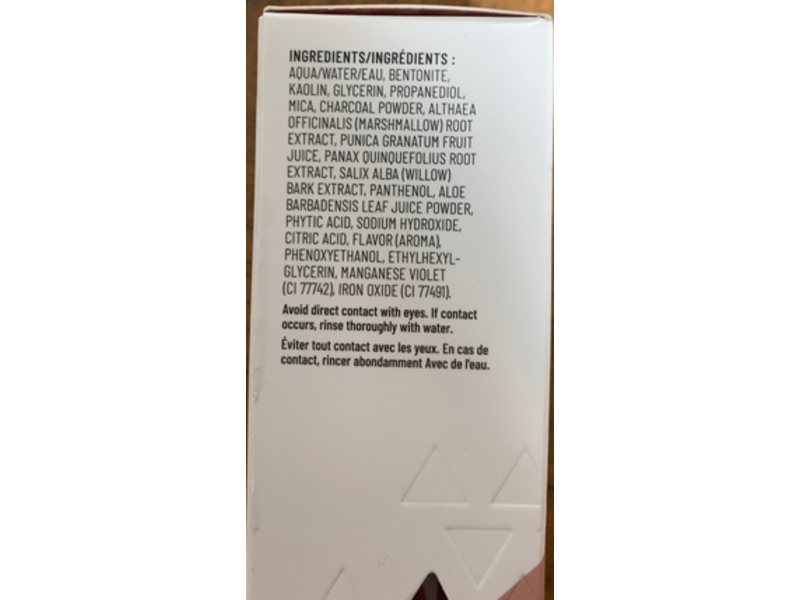 INGREDIENTS/INGRÉDIENTS :
AQUA/WATER/EAU, BENTONITE,
KAOLIN, GLYCERIN, PROPANEDIOL,
MICA, CHARCOAL POWDER, ALTHAEA
OFFICINALIS (MARSHMALLOW) ROOT
EXTRACT, PUNICA GRANATUM FRUIT
JUICE, PANAX QUINQUEFOLIUS ROOT
EXTRACT, SALIX ALBA (WILLOW)
BARK EXTRACT, PANTHENOL, ALOE
BARBADENSIS LEAF JUICE POWDER,
PHYTIC ACID, SODIUM HYDROXIDE,
CITRIC ACID, FLAVOR (AROMA),
PHENOXYETHANOL, ETHYLHEXYL-
GLYCERIN, MANGANESE VIOLET
(CI 77742), IRON OXIDE (CI 77491).
Avoid direct contact with eyes. If contact
occurs, rinse thoroughly with water.
Éviter tout contact avec les yeux. En cas de
contact, rincer abondamment Avec de l'eau.